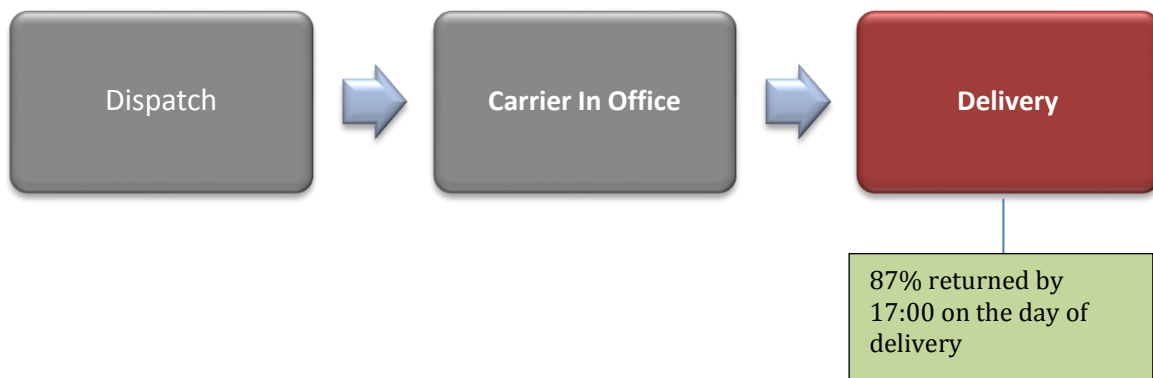 Dispatch
Carrier In Office
Delivery
87% returned by
17:00 on the day of
delivery